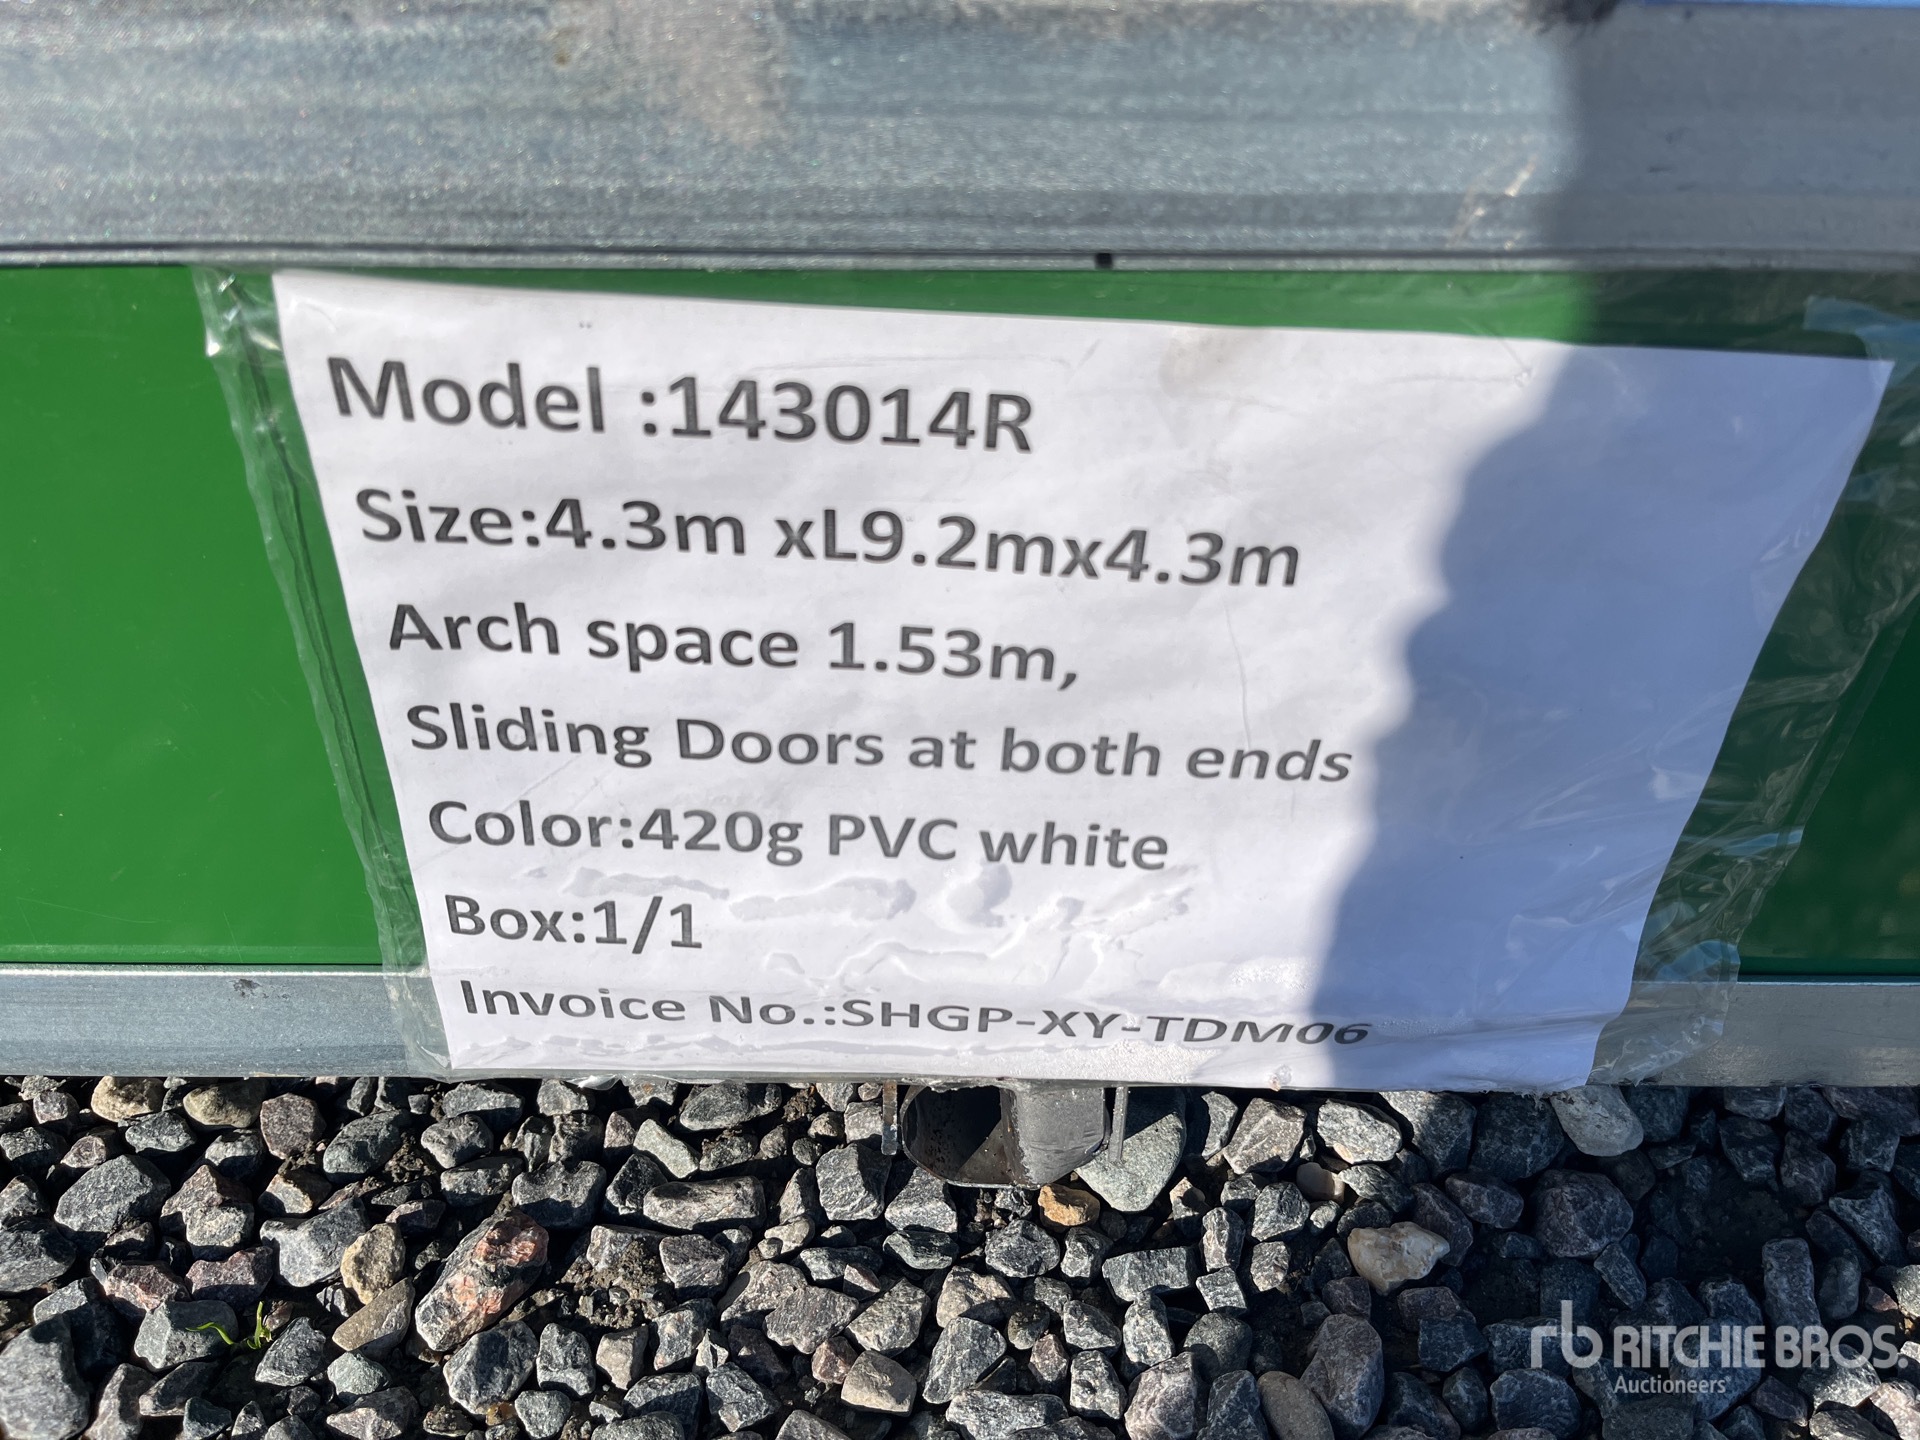 Model :143014R
Size:4.3m xL9.2mx4.3m
Arch space 1.53m,
Sliding Doors at both ends
Color:420g PVC white
Box:1/1
Invoice No.:SHGP-XY-TDM06
rb RITCHIE BROS.
Auctioneers